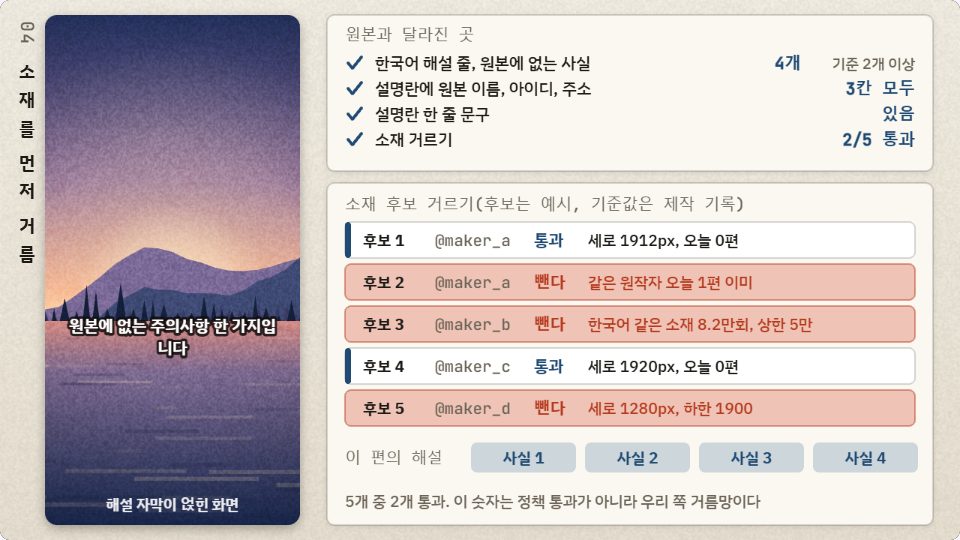 04 소재를 먼저 거름
원본에 없는 주의사항 한 가지입
니다
해설 자막이 얹힌 화면
원본과 달라진 곳
한국어 해설 줄, 원본에 없는 사실 4개 기준 2개 이상
설명란에 원본 이름, 아이디, 주소 3칸 모두
설명란 한 줄 문구 있음
소재 거르기 2/5 통과
소재 후보 거르기(후보는 예시, 기준값은 제작 기록)
후보 1 @maker_a 통과 세로 1912px, 오늘 0편
후보 2 @maker_a 뺀다 같은 원작자 오늘 1편 이미
후보 3 @maker_b 뺀다 한국어 같은 소재 8.2만회, 상한 5만
후보 4 @maker_c 통과 세로 1920px, 오늘 0편
후보 5 @maker_d 뺀다 세로 1280px, 하한 1900
이 편의 해설 사실 1 사실 2 사실 3 사실 4
5개 중 2개 통과. 이 숫자는 정책 통과가 아니라 우리 쪽 거름망이다